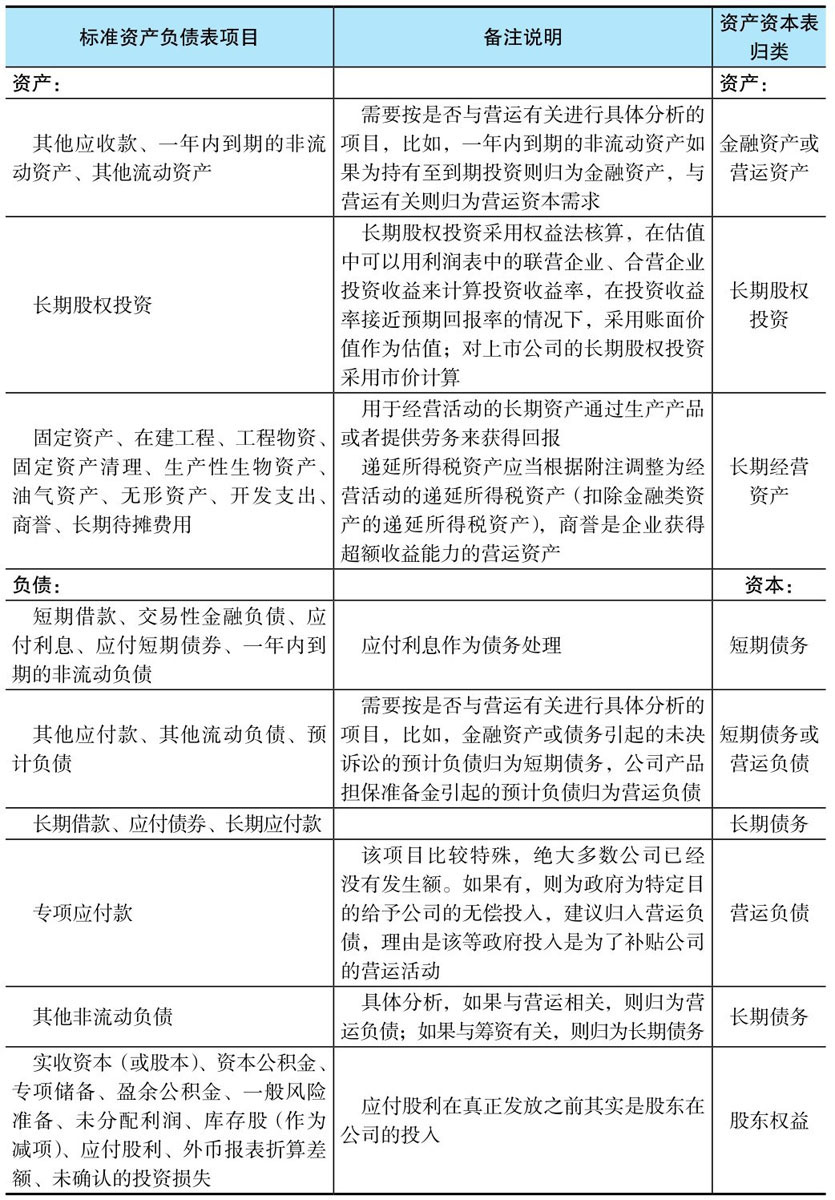 标准资产负债表项目
备注说明
资产资本表
归类
资产：
资产：
其他应收款、一年内到期的非流
动资产、其他流动资产
需要按是否与营运有关进行具体分析的
项目，比如，一年内到期的非流动资产如
果为持有至到期投资则归为金融资产，与
营运有关则归为营运资本需求
金融资产或
营运资产
长期股权投资
长期股权投资采用权益法核算，在估值
中可以用利润表中的联营企业、合营企业
投资收益来计算投资收益率，在投资收益
率接近预期回报率的情况下，采用账面价
值作为估值；对上市公司的长期股权投资
采用市价计算
长期股权
投资
固定资产、在建工程、工程物资、
固定资产清理、生产性生物资产、
油气资产、无形资产、开发支出、
商誉、长期待摊费用
用于经营活动的长期资产通过生产产品
或者提供劳务来获得回报
递延所得税资产应当根据附注调整为经
营活动的递延所得税资产（扣除金融类资
产的递延所得税资产），商誉是企业获得
超额收益能力的营运资产
长期经营
资产
负债：
资本：
短期借款、交易性金融负债、应
付利息、应付短期债券、一年内到
期的非流动负债
应付利息作为债务处理
短期债务
其他应付款、其他流动负债、预
计负债
需要按是否与营运有关进行具体分析的
项目，比如，金融资产或债务引起的未决
诉讼的预计负债归为短期债务，公司产品
担保准备金引起的预计负债归为营运负债
短期债务或
营运负债
长期借款、应付债券、长期应付款
长期债务
专项应付款
该项目比较特殊，绝大多数公司已经
没有发生额。如果有，则为政府为特定目
的给予公司的无偿投入，建议归入营运负
债，理由是该等政府投入是为了补贴公司
的营运活动
营运负债
其他非流动负债
具体分析，如果与营运相关，则归为营
运负债；如果与筹资有关，则归为长期债务
长期债务
实收资本（或股本）、资本公积金、
专项储备、盈余公积金、一般风险
准备、未分配利润、库存股（作为
减项）、应付股利、外币报表折算差
额、未确认的投资损失
应付股利在真正发放之前其实是股东在
公司的投入
股东权益